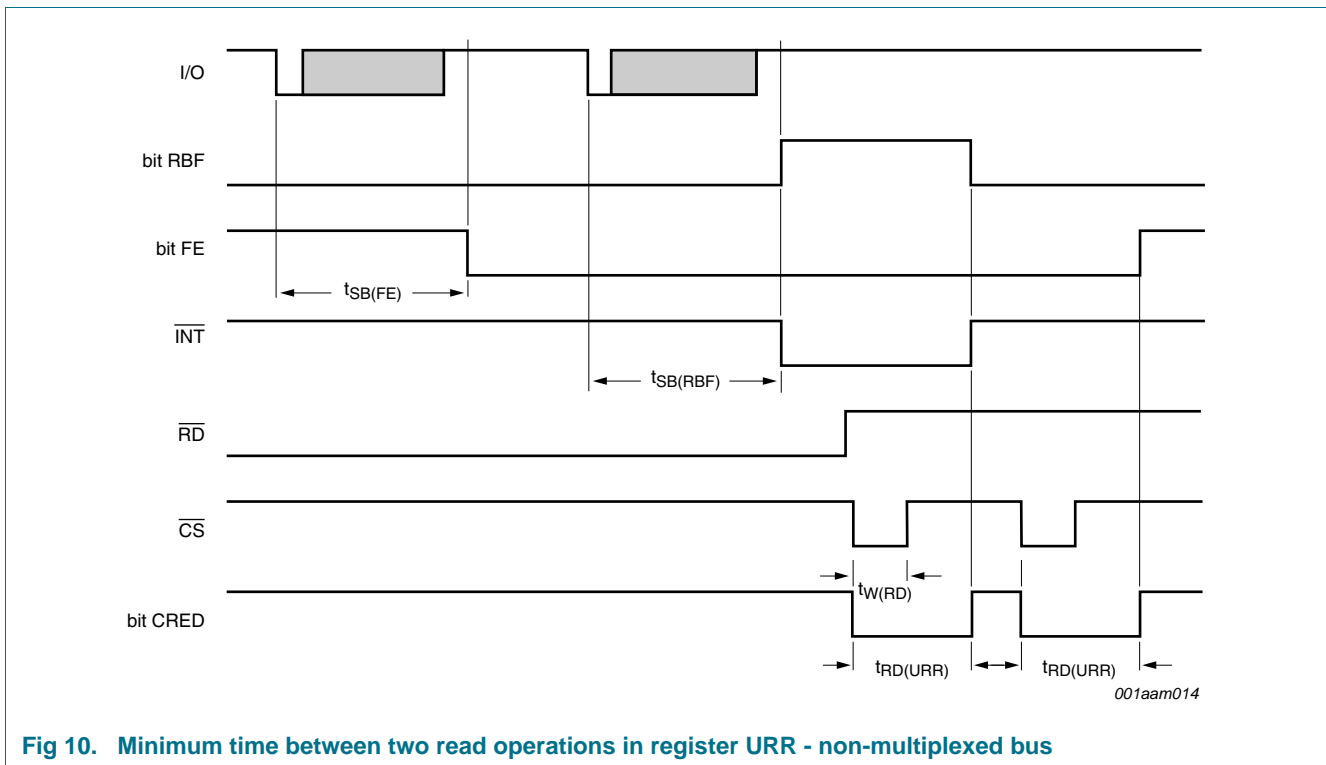 I/O
bit RBF
bit FE
tSB(FE)
INT
tSB(RBF)
RD
CS
tW(RD)
bit CRED
tRD(URR) tRD(URR)
001aam014
Fig 10. Minimum time between two read operations in register URR - non-multiplexed bus